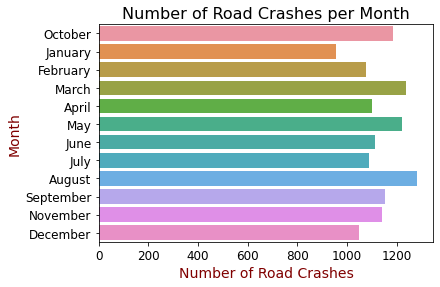 Number of Road Crashes per Month
October
January
February
March
April
May
June
July
August
September
November
December
Month
0 200 400 600 800 1000 1200
Number of Road Crashes